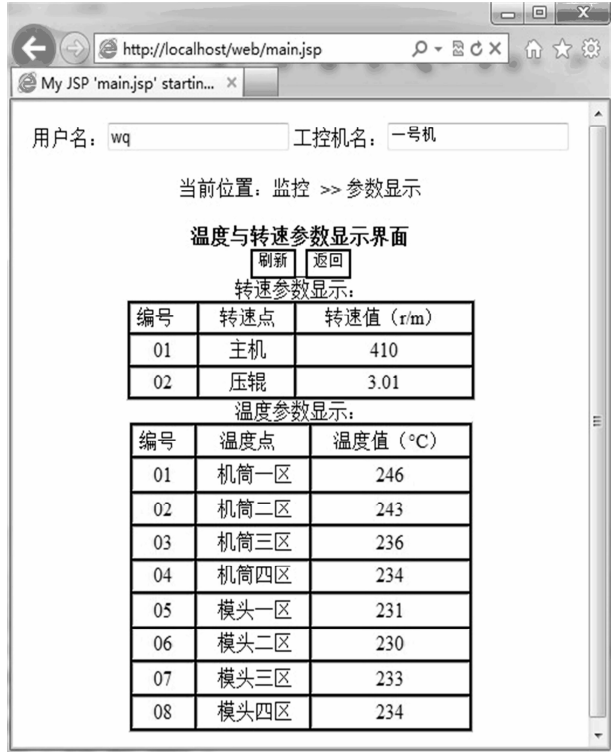 http://localhost/web/main.jsp
My JSP 'main.jsp' startin...
用户名：wq 工控机名：一号机
当前位置：监控 >> 参数显示
温度与转速参数显示界面
刷新 返回
转速参数显示：
编号 转速点 转速值（r/m）
01 主机 410
02 压辊 3.01
温度参数显示：
编号 温度点 温度值（°C）
01 机筒一区 246
02 机筒二区 243
03 机筒三区 236
04 机筒四区 234
05 模头一区 231
06 模头二区 230
07 模头三区 233
08 模头四区 234